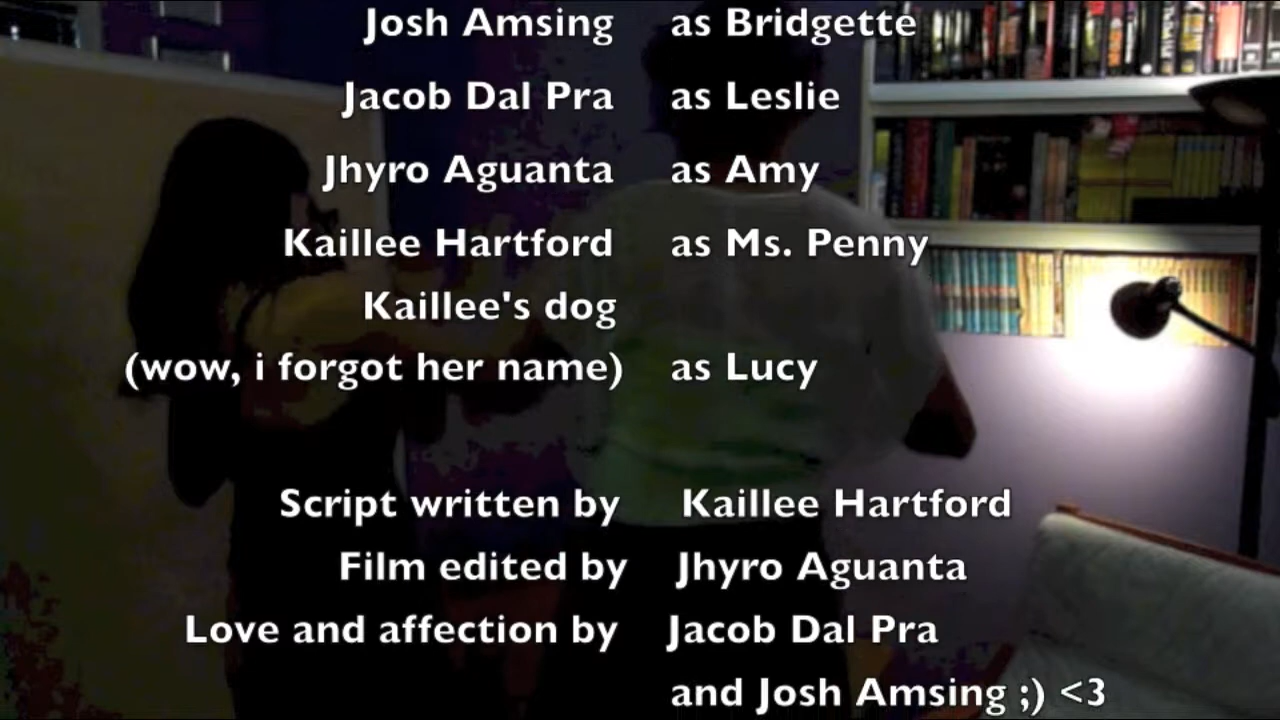 Josh Amsing as Bridgette
Jacob Dal Pra as Leslie
Jhyro Aguanta as Amy
Kaillee Hartford as Ms. Penny
Kaillee's dog
(wow, i forgot her name) as Lucy
Script written by Kaillee Hartford
Film edited by Jhyro Aguanta
Love and affection by Jacob Dal Pra
and Josh Amsing ;) <3